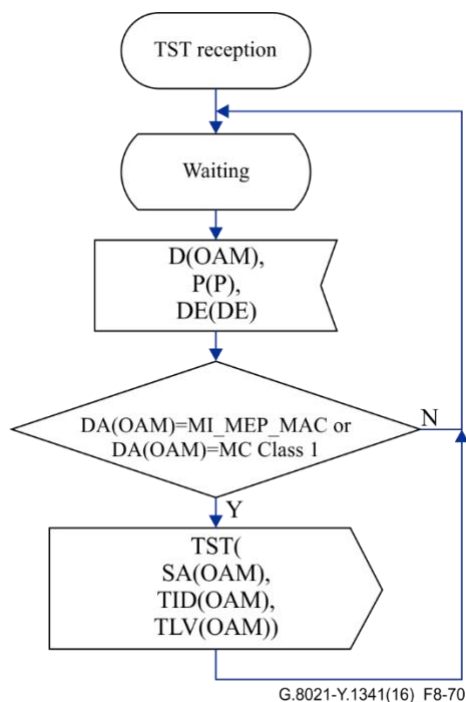 TST reception
Waiting
D(OAM),
P(P),
DE(DE)
DA(OAM)=MI_MEP_MAC or
DA(OAM)=MC Class 1
N
Y
TST(
SA(OAM),
TID(OAM),
TLV(OAM))
G.8021-Y.1341(16) F8-70